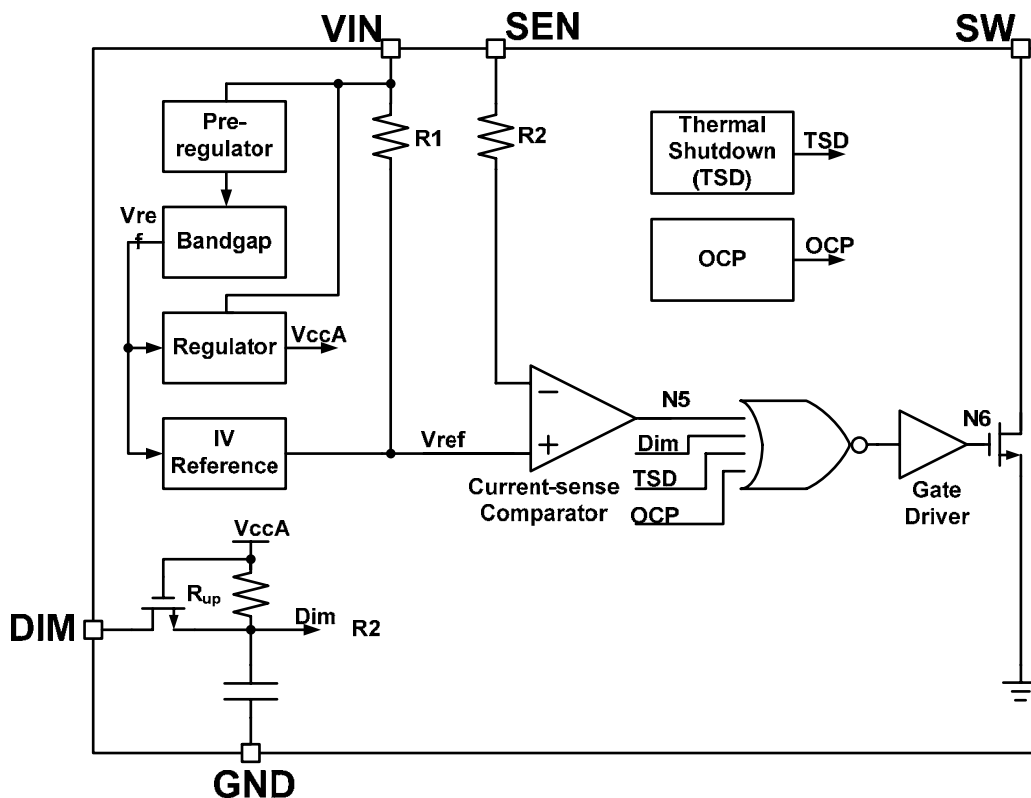 VIN
SEN
SW
Pre-
regulator
R1
R2
Thermal
Shutdown
(TSD)
TSD
Vre
f
Bandgap
OCP
OCP
Regulator
VccA
IV
Reference
Vref
N5
Dim
TSD
OCP
Current-sense
Comparator
N6
Gate
Driver
VccA
Rup
DIM
Dim
R2
GND